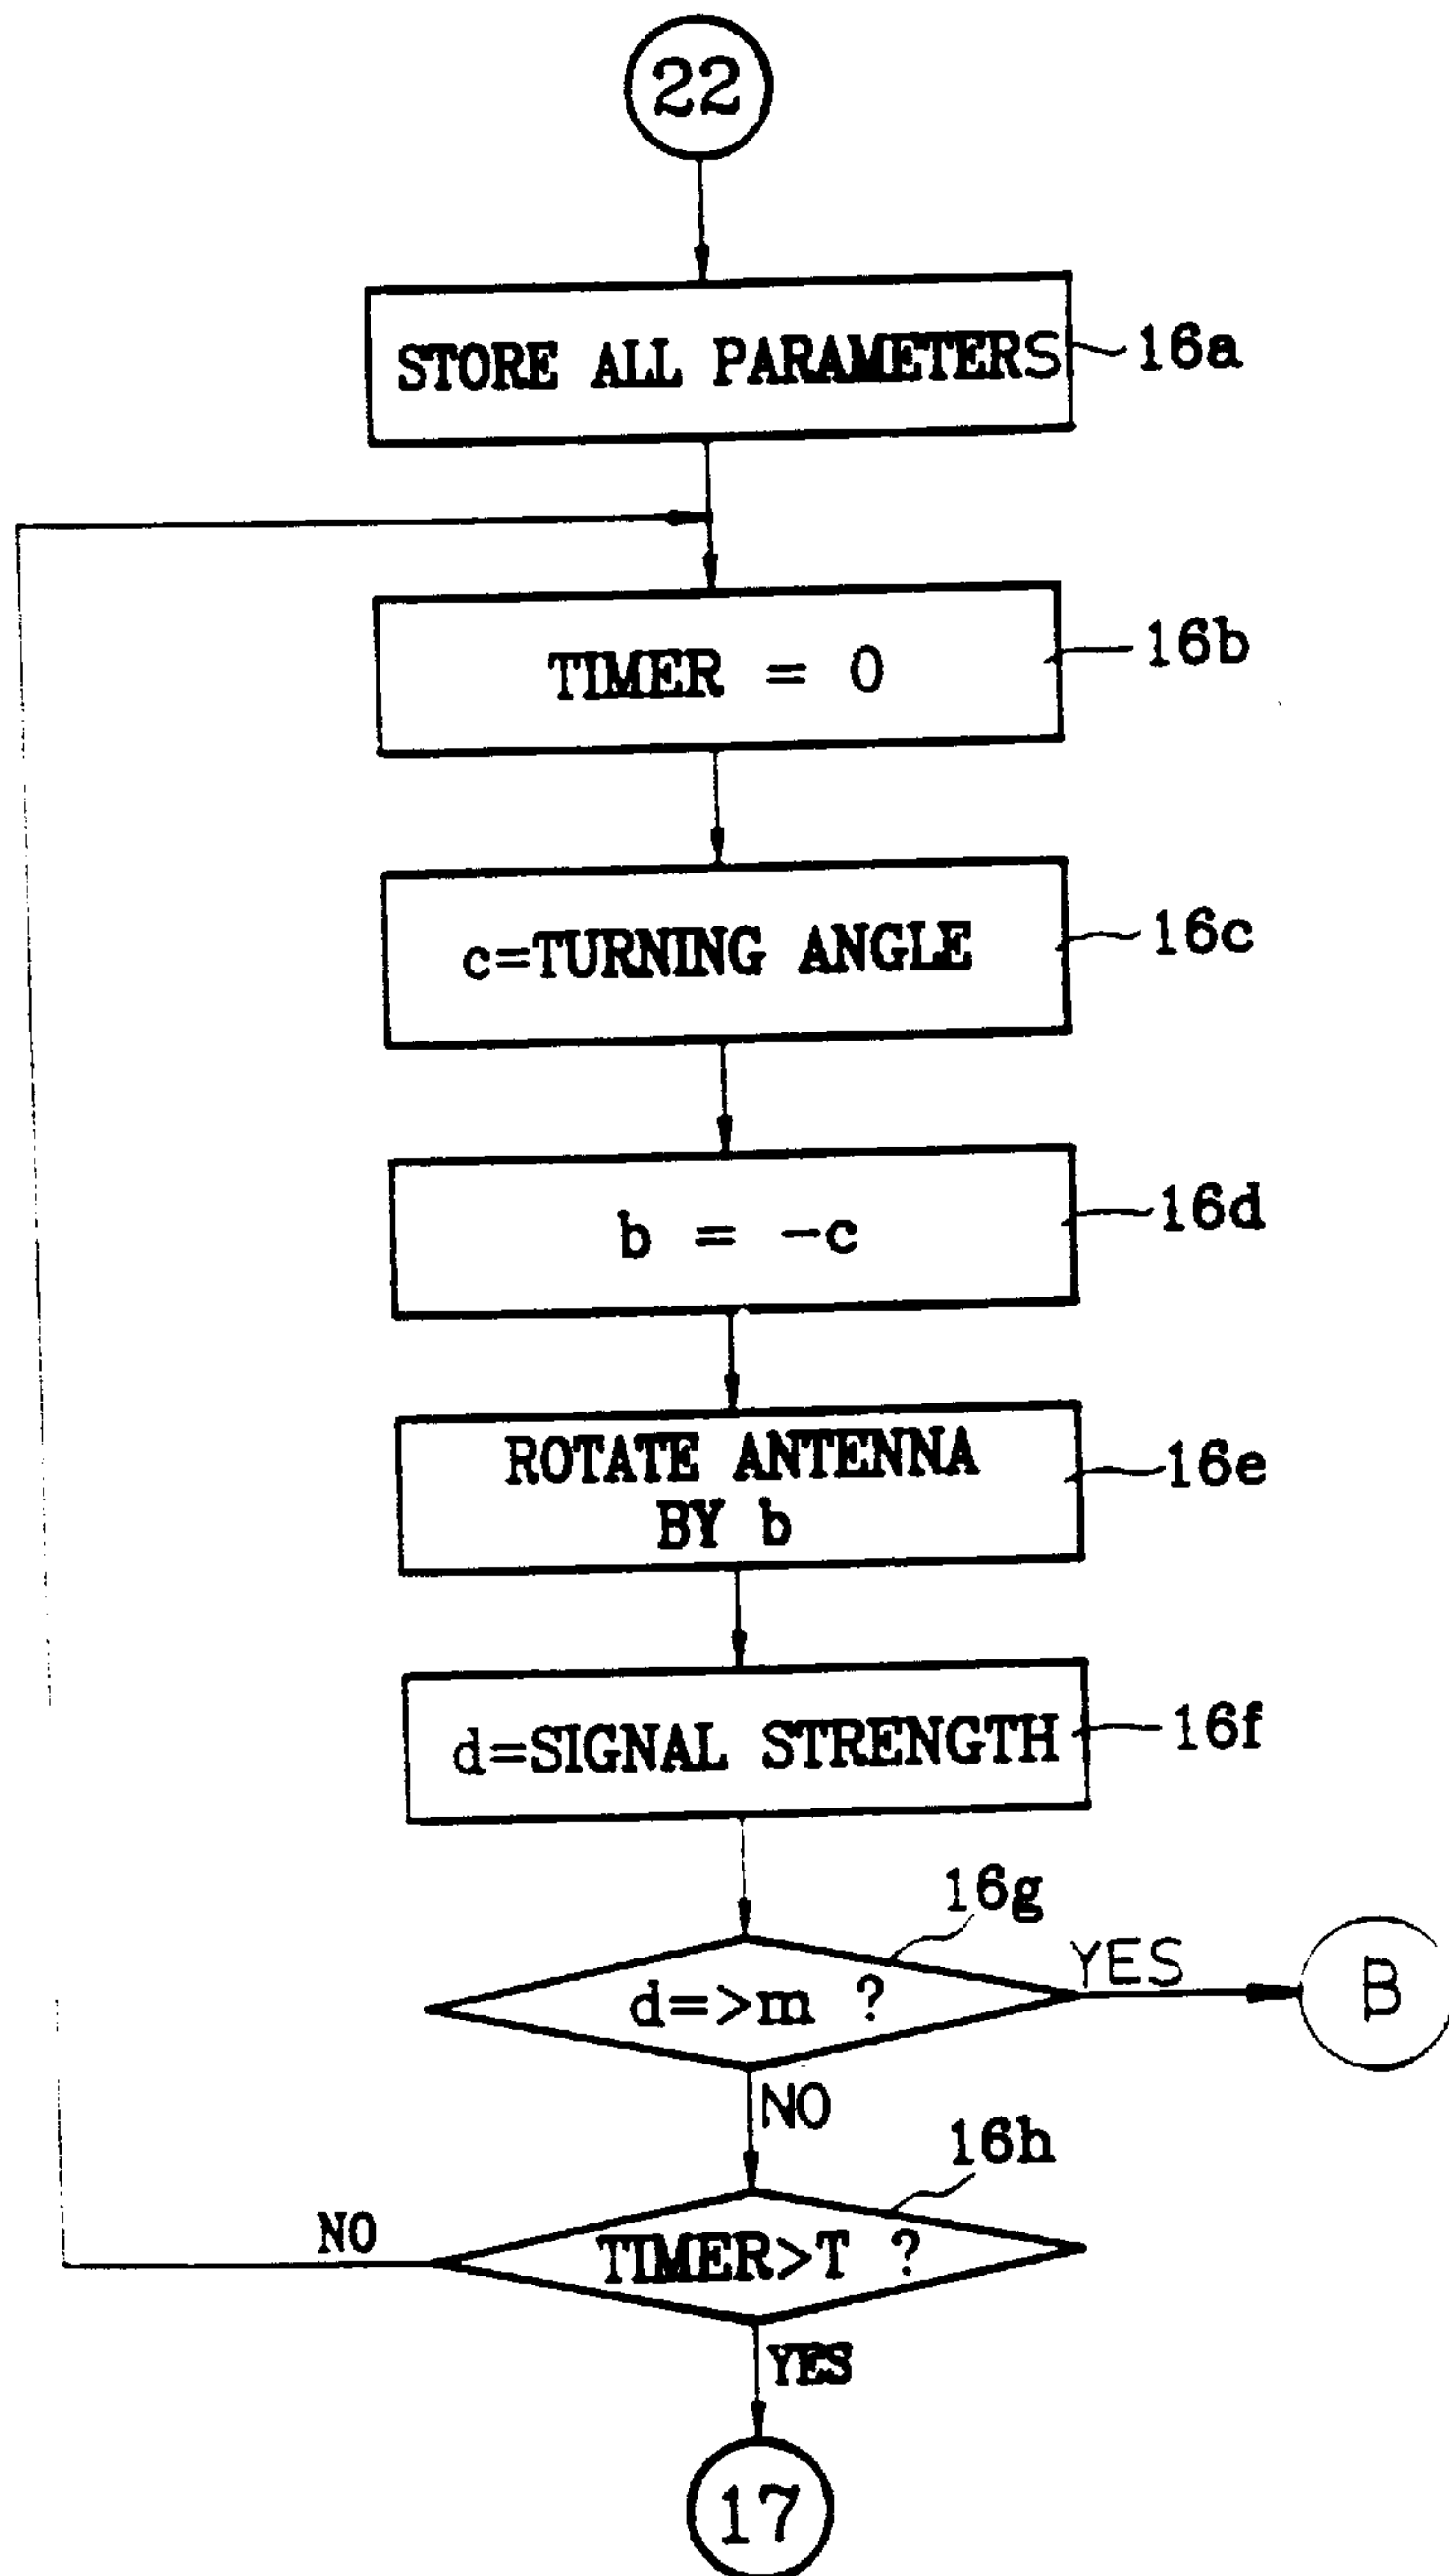 22
STORE ALL PARAMETERS
16a
TIMER = 0
16b
c=TURNING ANGLE
16c
b = -c
16d
ROTATE ANTENNA
BY b
16e
d=SIGNAL STRENGTH
16f
16g
d=>m ?
YES
B
NO
16h
TIMER>T ?
NO
YES
17